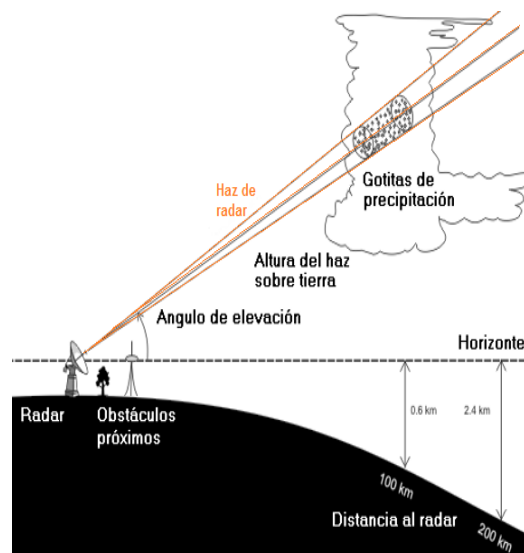 Haz de
radar
Gotitas de
precipitación
Altura del haz
sobre tierra
Angulo de elevación
Horizonte
Radar
Obstáculos
próximos
0.6 km
2.4 km
100 km
200 km
Distancia al radar